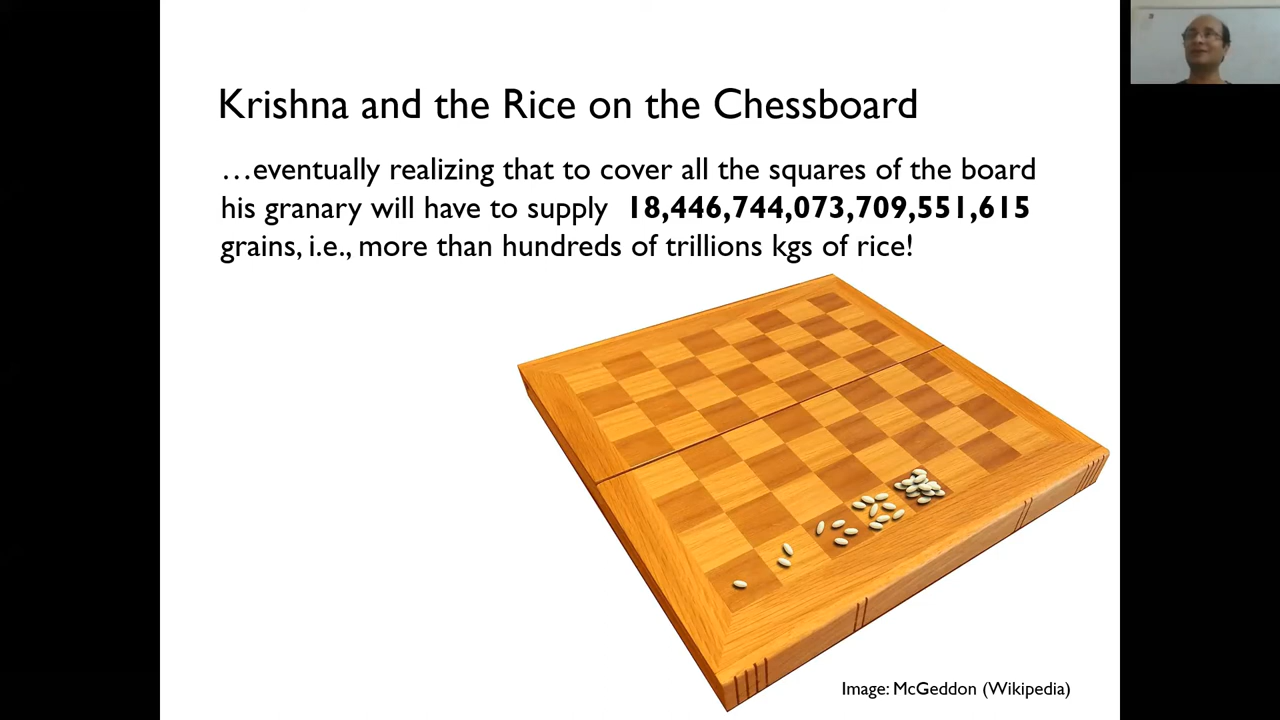 Krishna and the Rice on the Chessboard
…eventually realizing that to cover all the squares of the board
his granary will have to supply 18,446,744,073,709,551,615
grains, i.e., more than hundreds of trillions kgs of rice!
Image: McGeddon (Wikipedia)